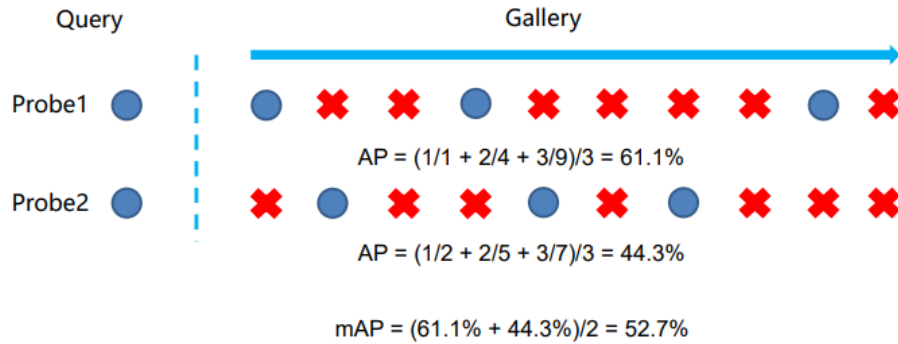 Query Gallery
Probe1
AP = (1/1 + 2/4 + 3/9)/3 = 61.1%
Probe2
AP = (1/2 + 2/5 + 3/7)/3 = 44.3%
mAP = (61.1% + 44.3%)/2 = 52.7%